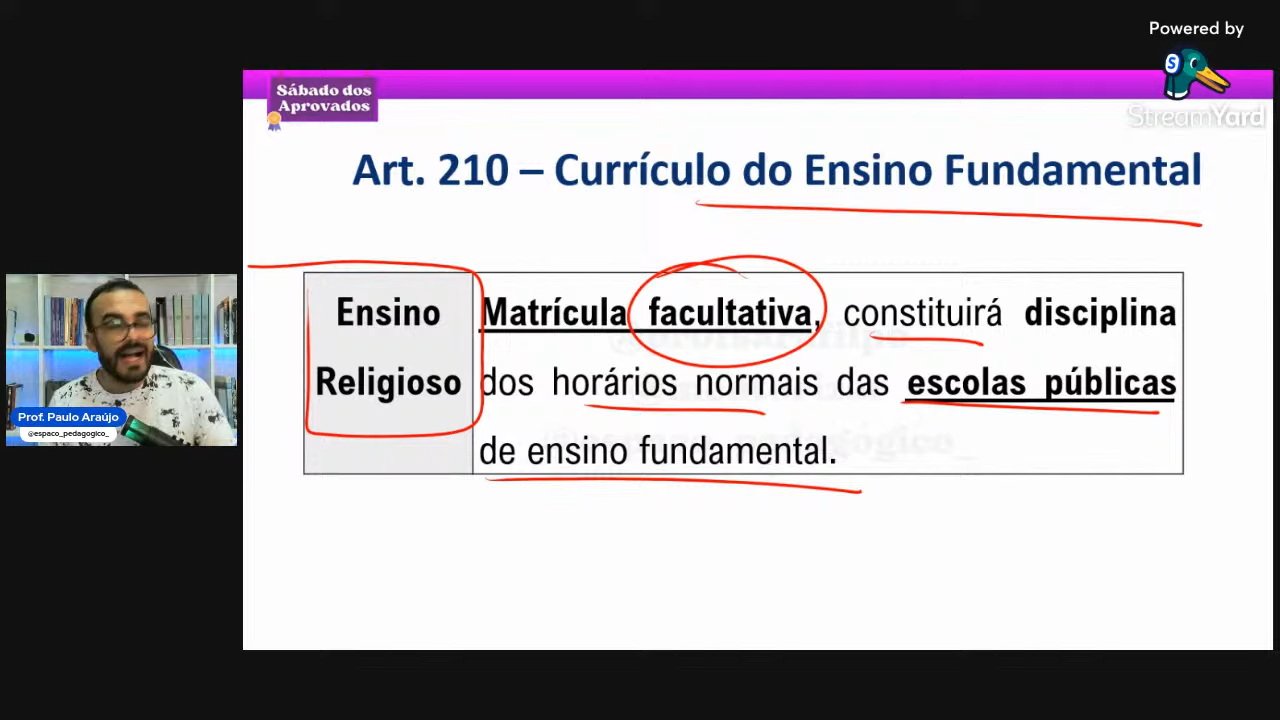 Powered by
StreamYard
Sábado dos
Aprovados
Art. 210 – Currículo do Ensino Fundamental
Ensino
Religioso
Matrícula facultativa, constituirá disciplina
dos horários normais das escolas públicas
de ensino fundamental.
Prof. Paulo Araújo
@espaco_pedagogico_